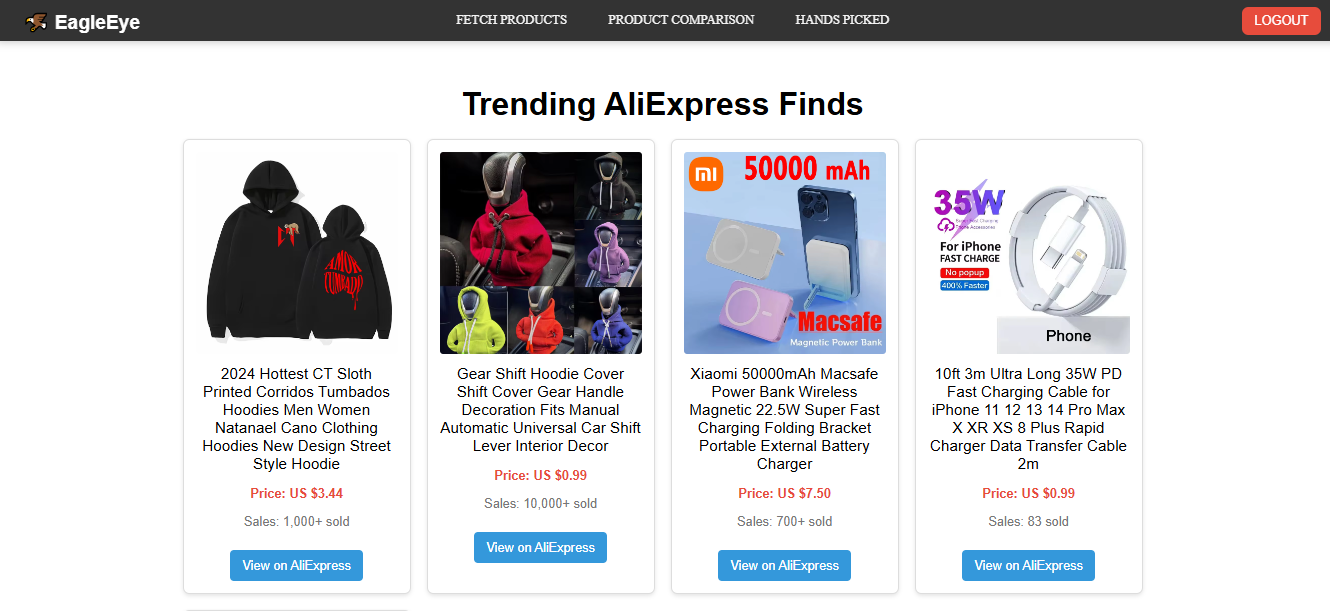 EagleEye
FETCH PRODUCTS
PRODUCT COMPARISON
HANDS PICKED
LOGOUT
Trending AliExpress Finds
AMOR
TUMBADO
2024 Hottest CT Sloth
Printed Corridos Tumbados
Hoodies Men Women
Natanael Cano Clothing
Hoodies New Design Street
Style Hoodie
Price: US $3.44
Sales: 1,000+ sold
View on AliExpress
Gear Shift Hoodie Cover
Shift Cover Gear Handle
Decoration Fits Manual
Automatic Universal Car Shift
Lever Interior Decor
Price: US $0.99
Sales: 10,000+ sold
View on AliExpress
mi
50000 mAh
Macsafe
Magnetic Power Bank
Xiaomi 50000mAh Macsafe
Power Bank Wireless
Magnetic 22.5W Super Fast
Charging Folding Bracket
Portable External Battery
Charger
Price: US $7.50
Sales: 700+ sold
View on AliExpress
35W
For iPhone
FAST CHARGE
No popup
400% Faster
Phone
10ft 3m Ultra Long 35W PD
Fast Charging Cable for
iPhone 11 12 13 14 Pro Max
X XR XS 8 Plus Rapid
Charger Data Transfer Cable
2m
Price: US $0.99
Sales: 83 sold
View on AliExpress